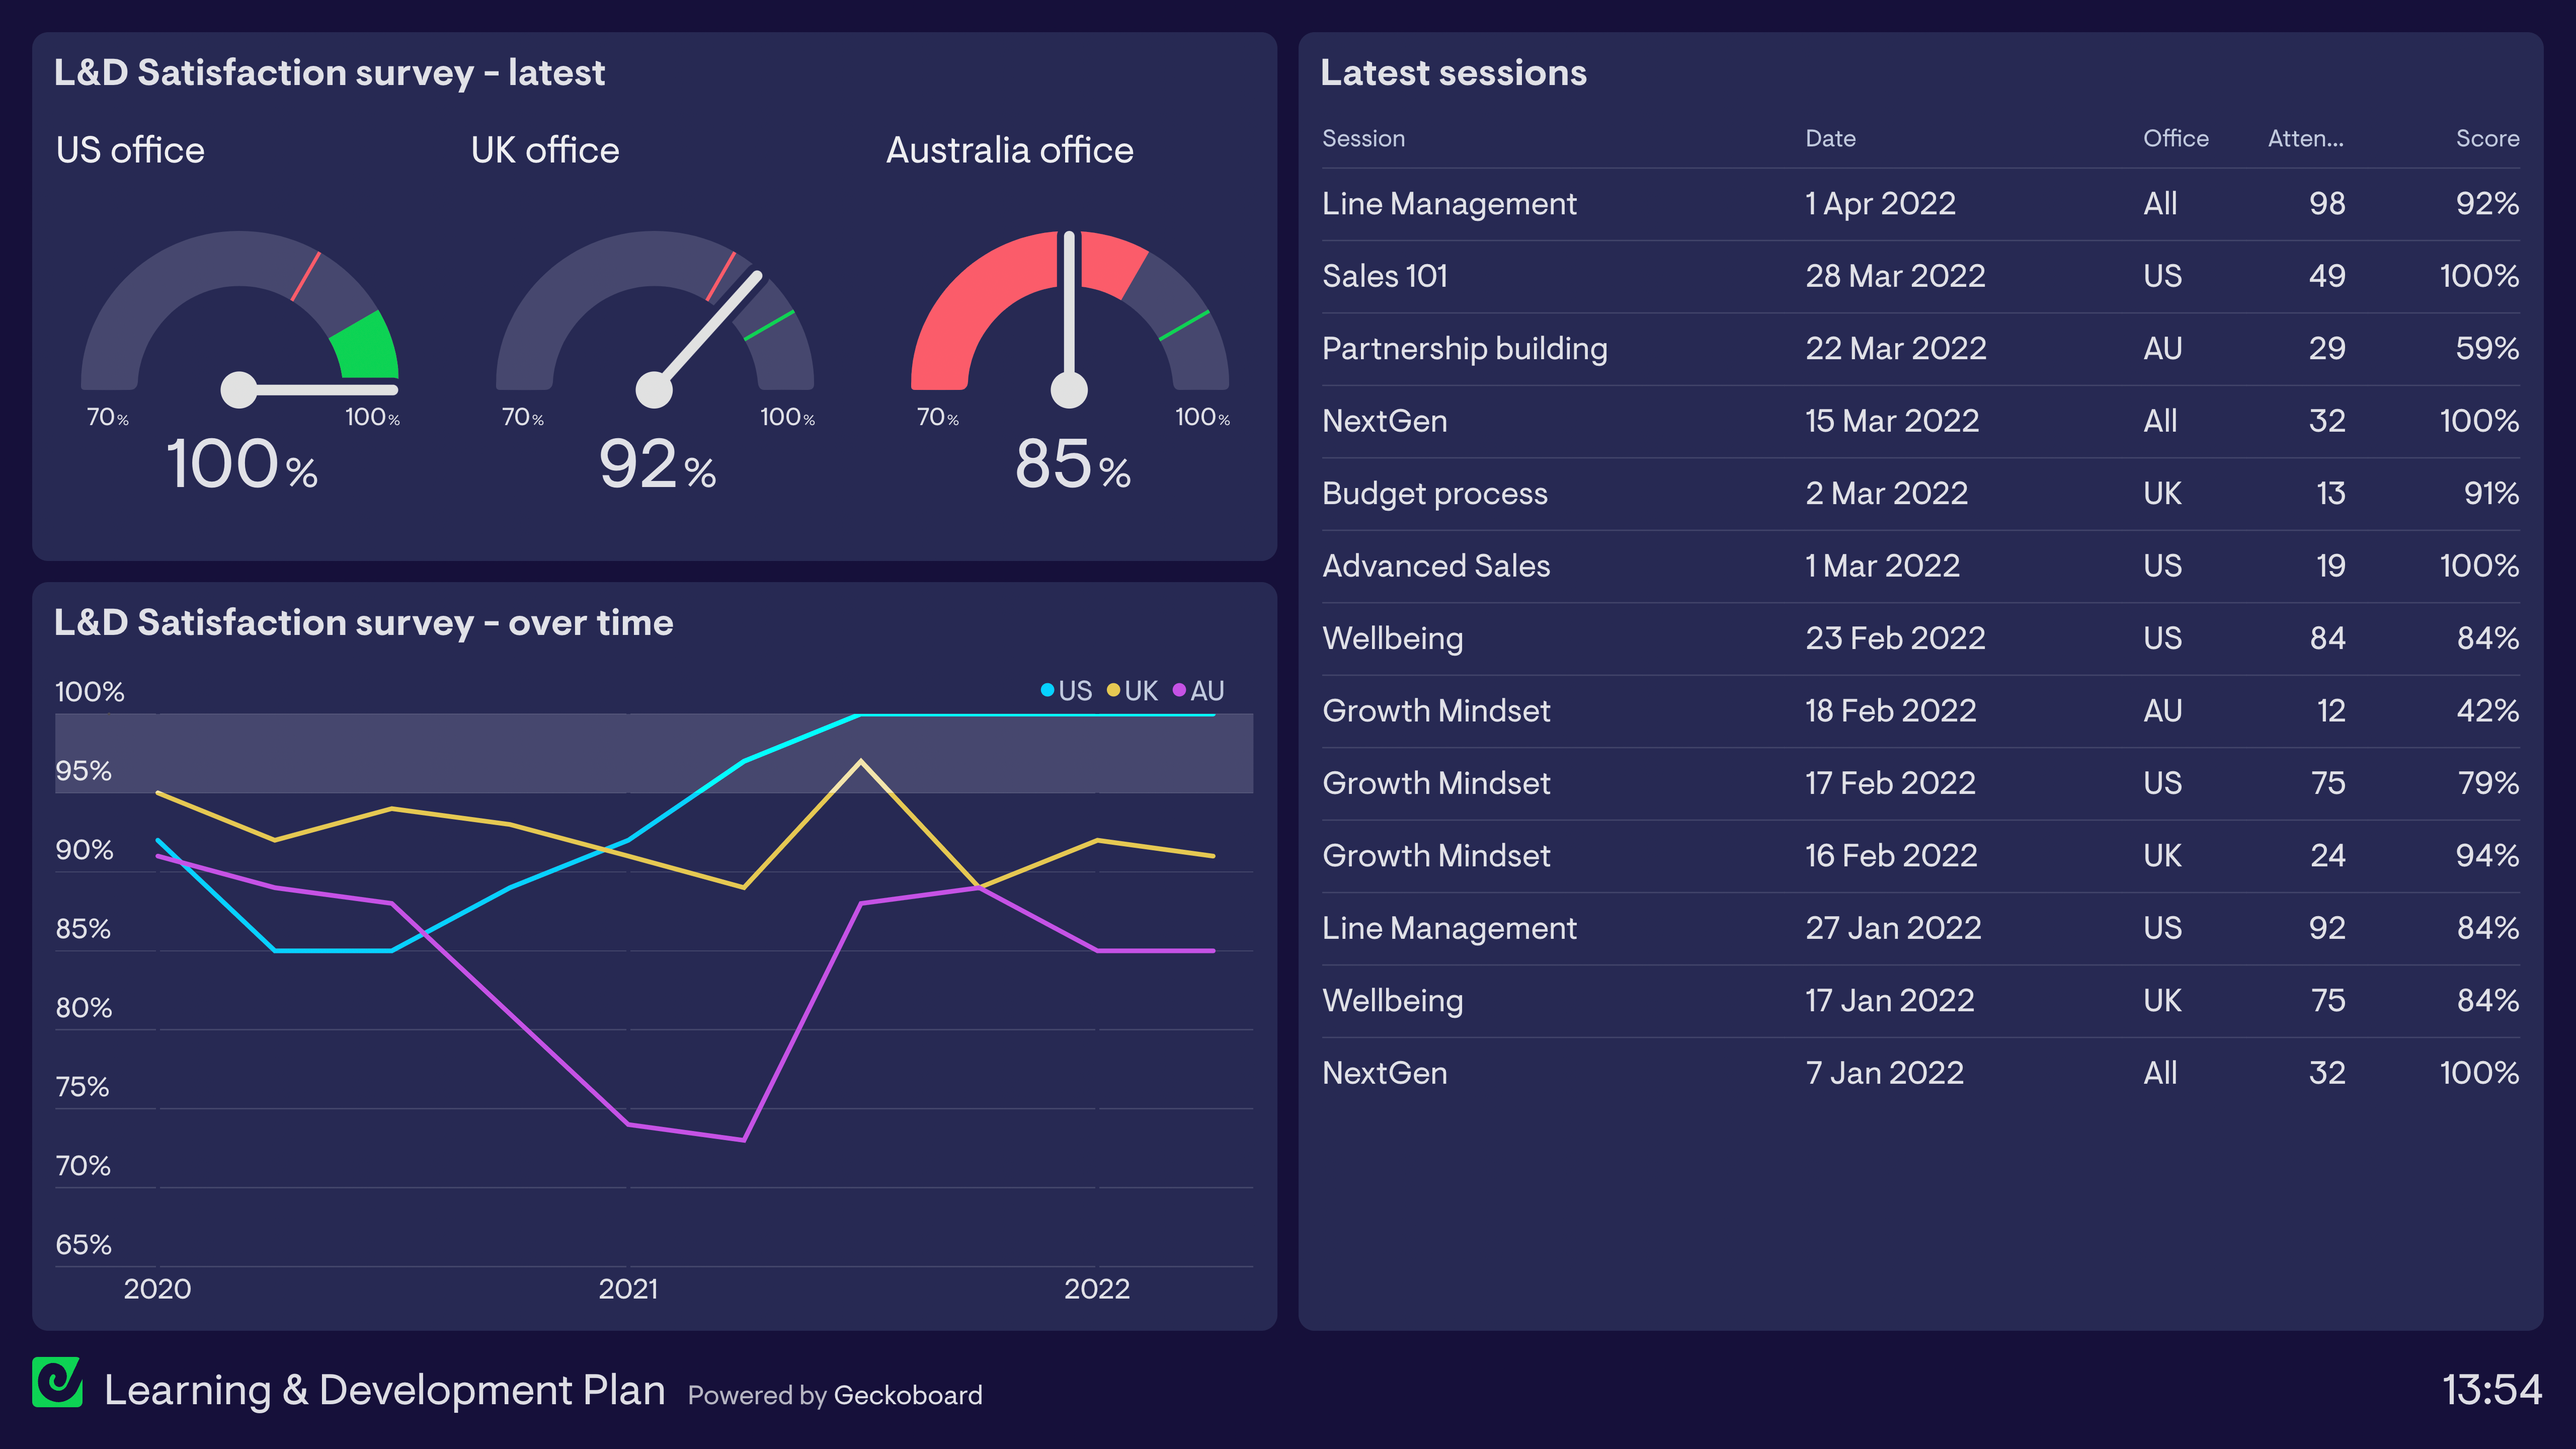 L&D Satisfaction survey - latest
US office
UK office
Australia office
70%
100%
100%
70%
100%
92%
70%
100%
85%
L&D Satisfaction survey - over time
US UK AU
100%
95%
90%
85%
80%
75%
70%
65%
2020 2021 2022
Latest sessions
Session Date Office Atten... Score
Line Management 1 Apr 2022 All 98 92%
Sales 101 28 Mar 2022 US 49 100%
Partnership building 22 Mar 2022 AU 29 59%
NextGen 15 Mar 2022 All 32 100%
Budget process 2 Mar 2022 UK 13 91%
Advanced Sales 1 Mar 2022 US 19 100%
Wellbeing 23 Feb 2022 US 84 84%
Growth Mindset 18 Feb 2022 AU 12 42%
Growth Mindset 17 Feb 2022 US 75 79%
Growth Mindset 16 Feb 2022 UK 24 94%
Line Management 27 Jan 2022 US 92 84%
Wellbeing 17 Jan 2022 UK 75 84%
NextGen 7 Jan 2022 All 32 100%
Learning & Development Plan Powered by Geckoboard
13:54